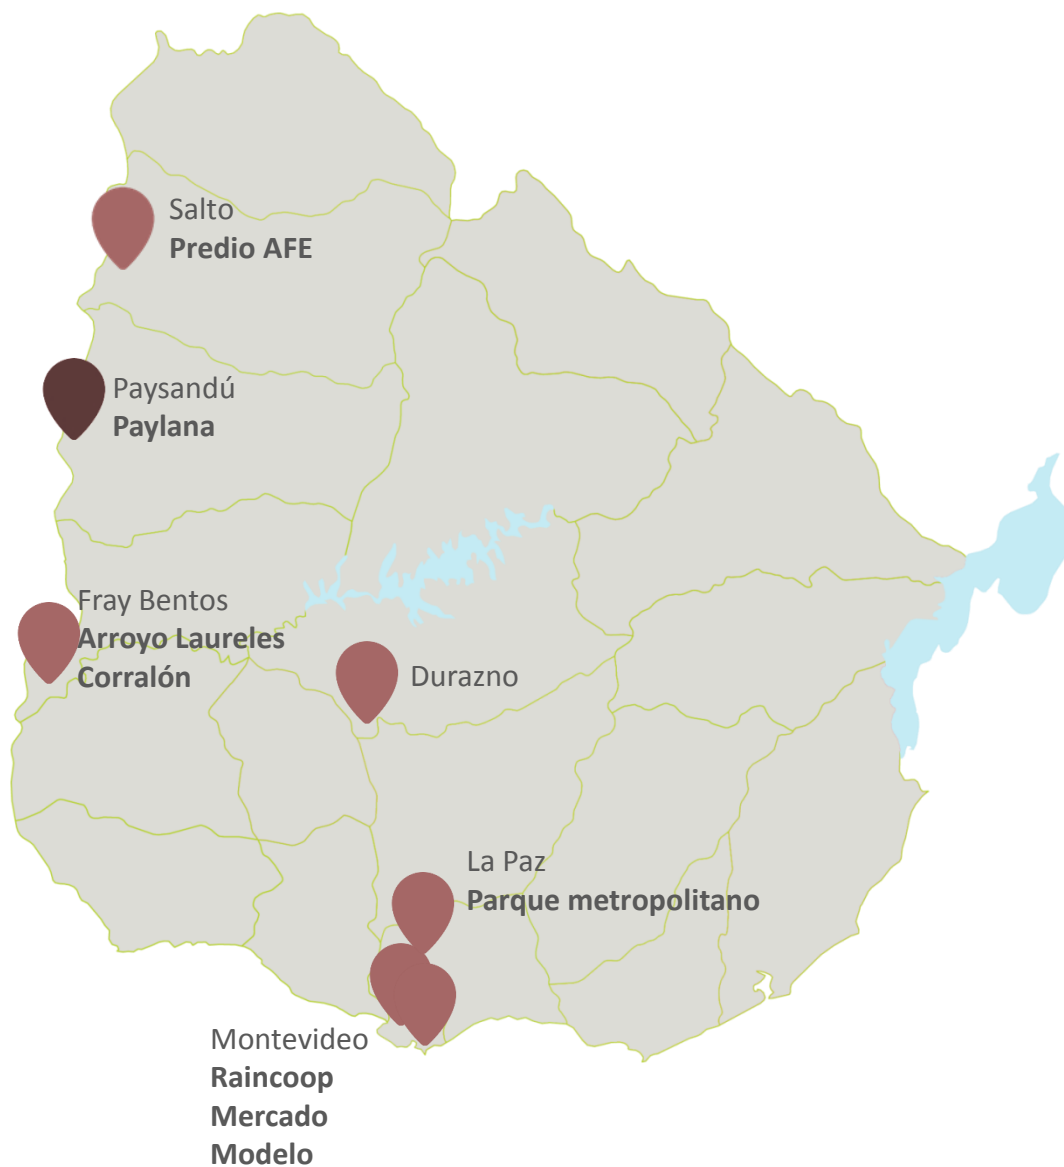 Salto
Predio AFE
Paysandú
Paylana
Fray Bentos
Arroyo Laureles
Corralón
Durazno
La Paz
Parque metropolitano
Montevideo
Raincoop
Mercado
Modelo